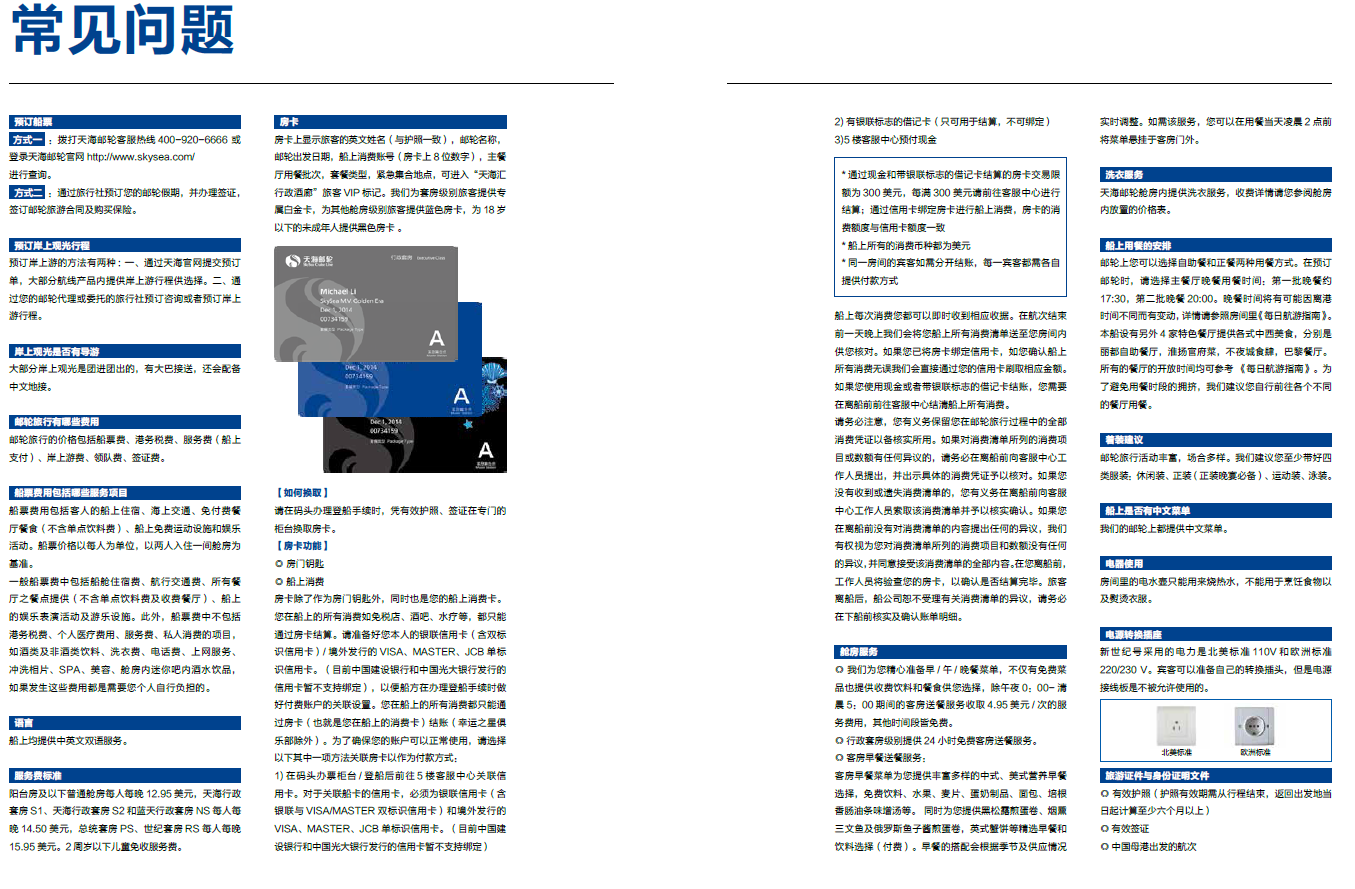 常见问题
预订船票
方式一 ：拨打天海邮轮客服热线 400-920-6666 或
登录天海邮轮官网 http://www.skysea.com/
进行查询。
方式二 ：通过旅行社预订您的邮轮假期，并办理签证，
签订邮轮旅游合同及购买保险。
预订岸上观光行程
预订岸上游的方法有两种：一、通过天海官网提交预订
单，大部分航线产品内提供岸上游行程供选择。二、通
过您的邮轮代理或委托的旅行社预订咨询或者预订岸上
游行程。
岸上观光是否有导游
大部分岸上观光是团进团出的，有大巴接送，还会配备
中文地接。
邮轮旅行有哪些费用
邮轮旅行的价格包括船票费、港务税费、服务费（船上
支付）、岸上游费、领队费、签证费。
船票费用包括哪些服务项目
船票费用包括客人的船上住宿、海上交通、免付费餐
厅餐食（不含单点饮料费）、船上免费运动设施和娱乐
活动。船票价格以每人为单位，以两人入住一间舱房为
基准。
一般船票费中包括船舱住宿费、航行交通费、所有餐
厅之餐点提供（不含单点饮料费及收费餐厅）、船上
的娱乐表演活动及游乐设施。此外，船票费中不包括
港务税费、个人医疗费用、服务费、私人消费的项目，
如酒类及非酒类饮料、洗衣费、电话费、上网服务、
冲洗相片、SPA、美容、舱房内迷你吧内酒水饮品，
如果发生这些费用都是需要您个人自行负担的。
语言
船上均提供中英文双语服务。
服务费标准
阳台房及以下普通舱房每人每晚 12.95 美元，天海行政
套房 S1、天海行政套房 S2 和蓝天行政套房 NS 每人每
晚 14.50 美元，总统套房 PS、世纪套房 RS 每人每晚
15.95 美元。2 周岁以下儿童免收服务费。
房卡
房卡上显示旅客的英文姓名（与护照一致），邮轮名称，
邮轮出发日期，船上消费账号（房卡上 8 位数字），主餐
厅用餐批次，套餐类型，紧急集合地点，可进入“天海汇
行政酒廊”旅客 VIP 标记。我们为套房级别旅客提供专
属白金卡，为其他舱房级别旅客提供蓝色房卡，为 18 岁
以下的未成年人提供黑色房卡 。
天海邮轮
行政酒廊 Executive Class
Michael Li
SkySea M.V. Golden Era
Dec 1, 2014
00734159
套餐类型 Package Type
A
Dec 1, 2014
00734159
套餐类型 Package Type
A
Dec 1, 2014
00734159
套餐类型 Package Type
A
【 如何换取 】
请在码头办理登船手续时，凭有效护照、签证在专门的
柜台换取房卡。
【 房卡功能 】
◎ 房门钥匙
◎ 船上消费
房卡除了作为房门钥匙外，同时也是您的船上消费卡。
您在船上的所有消费如免税店、酒吧、水疗等，都只能
通过房卡结算。请准备好您本人的银联信用卡（含双标
识信用卡）/ 境外发行的 VISA、MASTER、JCB 单标
识信用卡。（目前中国建设银行和中国光大银行发行的
信用卡暂不支持绑定），以便船方在办理登船手续时做
好付费账户的关联设置。您在船上的所有消费都只能通
过房卡（也就是您在船上的消费卡）结账（幸运之星俱
乐部除外）。为了确保您的账户可以正常使用，请选择
以下其中一项方法关联房卡以作为付款方式：
1) 在码头办票柜台 / 登船后前往 5 楼客服中心关联信
用卡。对于关联船卡的信用卡，必须为银联信用卡（含
银联与 VISA/MASTER 双标识信用卡）和境外发行的
VISA、MASTER、JCB 单标识信用卡。（目前中国建
设银行和中国光大银行发行的信用卡暂不支持绑定）
2) 有银联标志的借记卡（只可用于结算，不可绑定）
3)5 楼客服中心预付现金
* 通过现金和带银联标志的借记卡结算的房卡交易限
额为 300 美元，每满 300 美元请前往客服中心进行
结算；通过信用卡绑定房卡进行船上消费，房卡的消
费额度与信用卡额度一致
* 船上所有的消费币种都为美元
* 同一房间的宾客如需分开结账，每一宾客都需各自
提供付款方式
船上每次消费您都可以即时收到相应收据。在航次结束
前一天晚上我们会将您船上所有消费清单送至您房间内
供您核对。如果您已将房卡绑定信用卡，如您确认船上
所有消费无误我们会直接通过您的信用卡刷取相应金额。
如果您使用现金或者带银联标志的借记卡结账，您需要
在离船前前往客服中心结清船上所有消费。
请务必注意，您有义务保留您在邮轮旅行过程中的全部
消费凭证以备核实所用。如果对消费清单所列的消费项
目或数额有任何异议的，请务必在离船前向客服中心工
作人员提出，并出示具体的消费凭证予以核对。如果您
没有收到或遗失消费清单的，您有义务在离船前向客服
中心工作人员索取该消费清单并予以核实确认。如果您
在离船前没有对消费清单的内容提出任何的异议，我们
有权视为您对消费清单所列的消费项目和数额没有任何
的异议,并同意接受该消费清单的全部内容。在您离船前，
工作人员将验查您的房卡，以确认是否结算完毕。旅客
离船后，船公司恕不受理有关消费清单的异议，请务必
在下船前核实及确认账单明细。
舱房服务
◎ 我们为您精心准备早 / 午 / 晚餐菜单，不仅有免费菜
品也提供收费饮料和餐食供您选择，除午夜 0：00- 清
晨 5：00 期间的客房送餐服务收取 4.95 美元 / 次的服
务费用，其他时间段皆免费。
◎ 行政套房级别提供 24 小时免费客房送餐服务。
◎ 客房早餐送餐服务：
客房早餐菜单为您提供丰富多样的中式、美式营养早餐
选择，免费饮料、水果、麦片、蛋奶制品、面包、培根
香肠油条味增汤等。 同时为您提供黑松露煎蛋卷、烟熏
三文鱼及俄罗斯鱼子酱煎蛋卷，英式蟹饼等精选早餐和
饮料选择（付费）。早餐的搭配会根据季节及供应情况
实时调整。如需该服务，您可以在用餐当天凌晨 2 点前
将菜单悬挂于客房门外。
洗衣服务
天海邮轮舱房内提供洗衣服务，收费详情请您参阅舱房
内放置的价格表。
船上用餐的安排
邮轮上您可以选择自助餐和正餐两种用餐方式。在预订
邮轮时，请选择主餐厅晚餐用餐时间：第一批晚餐约
17:30，第二批晚餐 20:00。晚餐时间将有可能因离港
时间不同而有变动，详情请参照房间里《每日航游指南》。
本船设有另外 4 家特色餐厅提供各式中西美食，分别是
丽都自助餐厅，淮扬官府菜，不夜城食肆，巴黎餐厅。
所有的餐厅的开放时间均可参考 《每日航游指南》。为
了避免用餐时段的拥挤，我们建议您自行前往各个不同
的餐厅用餐。
着装建议
邮轮旅行活动丰富，场合多样。我们建议您至少带好四
类服装：休闲装、正装（正装晚宴必备）、运动装、泳装。
船上是否有中文菜单
我们的邮轮上都提供中文菜单。
电器使用
房间里的电水壶只能用来烧热水，不能用于烹饪食物以
及熨烫衣服。
电源转换插座
新世纪号采用的电力是北美标准 110V 和欧洲标准
220/230 V。宾客可以准备自己的转换插头，但是电源
接线板是不被允许使用的。
北美标准
欧洲标准
旅游证件与身份证明文件
◎ 有效护照（护照有效期需从行程结束，返回出发地当
日起计算至少六个月以上）
◎ 有效签证
◎ 中国母港出发的航次